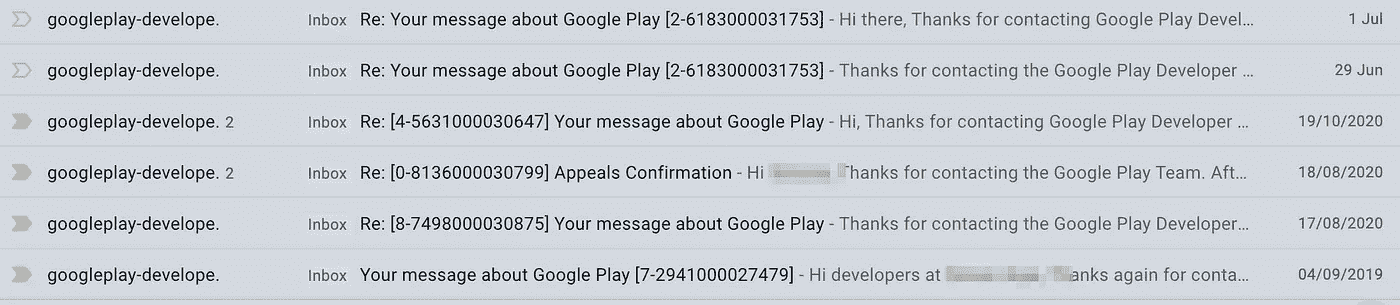 googleplay-develope. Inbox Re: Your message about Google Play [2-6183000031753] - Hi there, Thanks for contacting Google Play Devel... 1 Jul
googleplay-develope. Inbox Re: Your message about Google Play [2-6183000031753] - Thanks for contacting the Google Play Developer ... 29 Jun
googleplay-develope. 2 Inbox Re: [4-5631000030647] Your message about Google Play - Hi, Thanks for contacting Google Play Developer ... 19/10/2020
googleplay-develope. 2 Inbox Re: [0-8136000030799] Appeals Confirmation - Hi Thanks for contacting the Google Play Team. Aft... 18/08/2020
googleplay-develope. Inbox Re: [8-7498000030875] Your message about Google Play - Thanks for contacting the Google Play Developer... 17/08/2020
googleplay-develope. Inbox Your message about Google Play [7-2941000027479] - Hi developers at anks again for conta... 04/09/2019